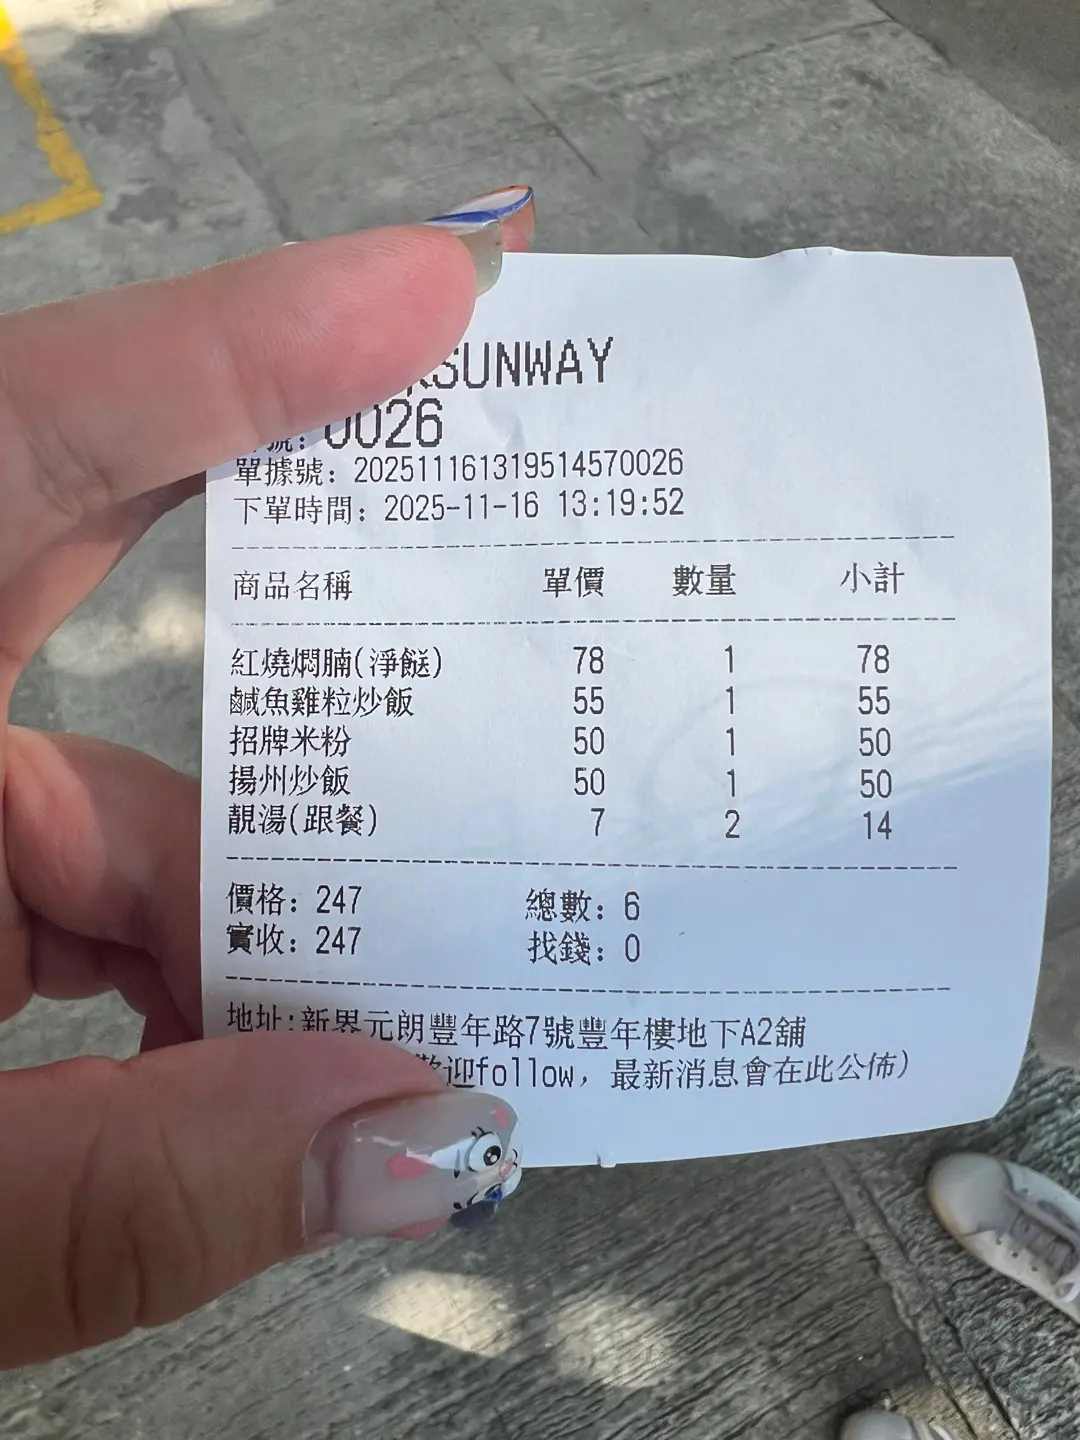 SUNWAY
號: 0026
單據號: 202511161319514570026
下單時間: 2025-11-16 13:19:52
商品名稱 單價 數量 小計
紅燒燜腩(淨餸) 78 1 78
鹹魚雞粒炒飯 55 1 55
招牌米粉 50 1 50
揚州炒飯 50 1 50
靚湯(跟餐) 7 2 14
價格: 247 總數: 6
實收: 247 找錢: 0
地址:新界元朗豐年路7號豐年樓地下A2舖
迎follow, 最新消息會在此公佈)